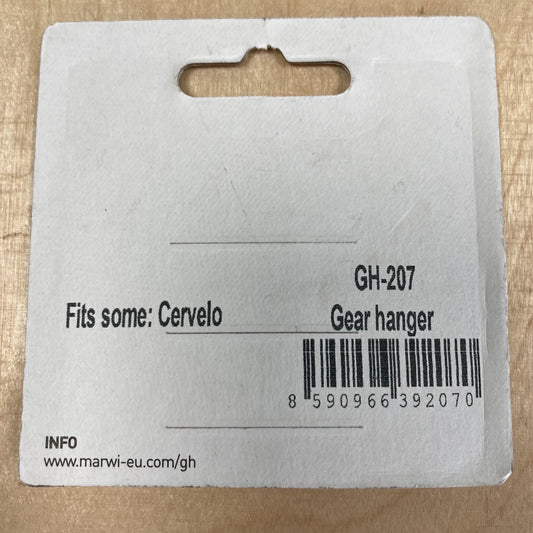 GH-207
Fits some: Cervelo
Gear hanger
8 590966 392070
INFO
www.marwi-eu.com/gh